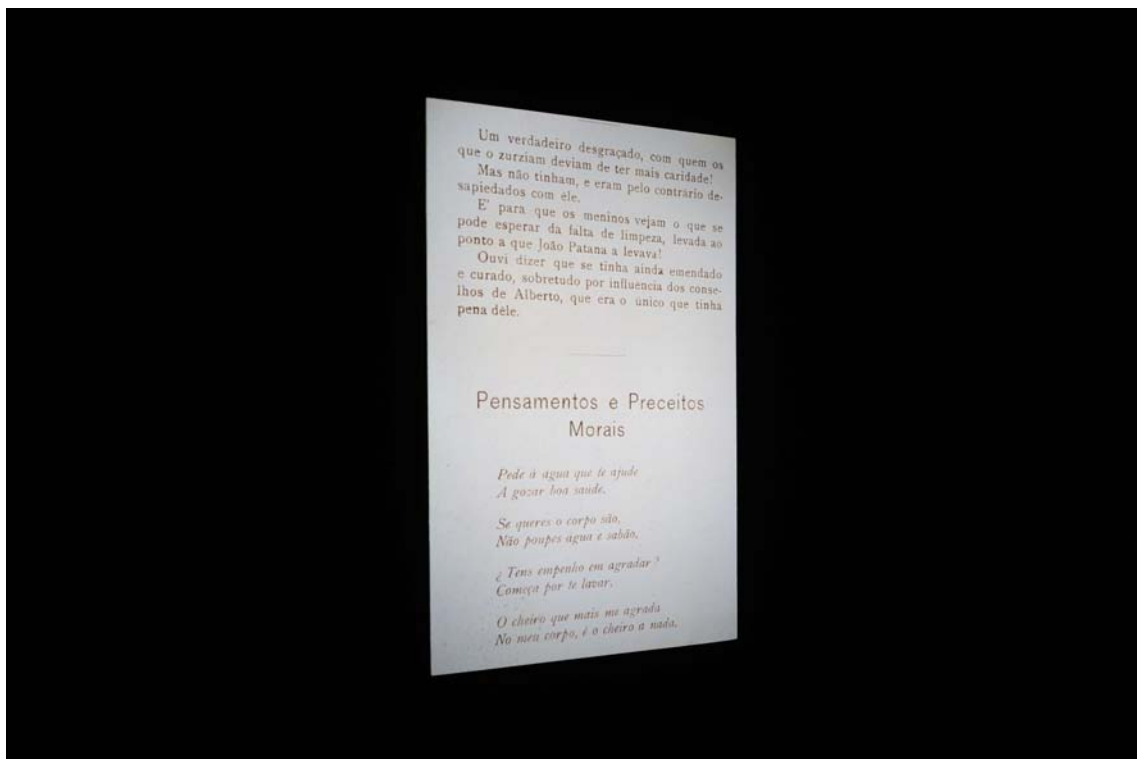 Um verdadeiro desgraçado, com quem os
que o zurziam deviam de ter mais caridade!
Mas não tinham, e eram pelo contrário de-
sapiedados com êle.
E' para que os meninos vejam o que se
pode esperar da falta de limpeza, levada ao
ponto a que João Patana a levava!
Ouvi dizer que se tinha ainda emendado
e curado, sobretudo por influencia dos conse-
lhos de Alberto, que era o único que tinha
pena dêle.
Pensamentos e Preceitos
Morais
Pede à agua que te ajude
A gozar boa saude.
Se queres o corpo são,
Não poupes agua e sabão.
¿ Tens empenho em agradar ?
Começa por te lavar.
O cheiro que mais me agrada
No meu corpo, é o cheiro a nada.